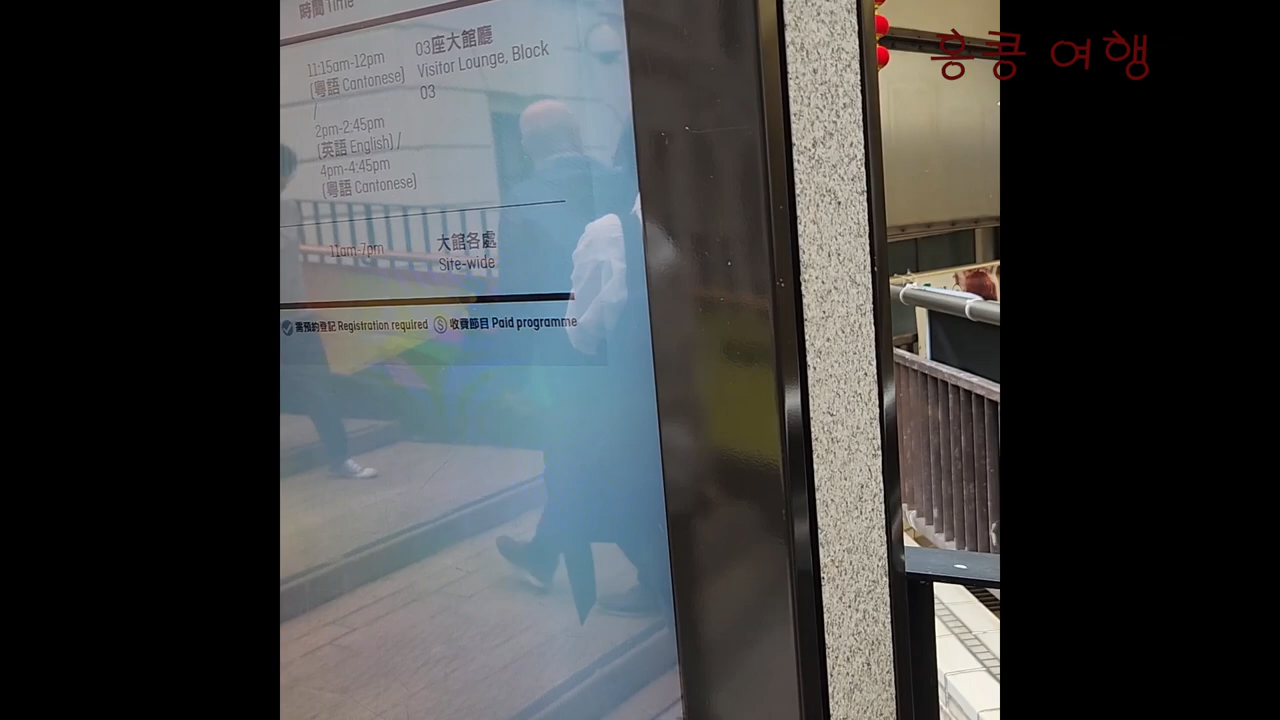 時間 Time
홍콩 여행
11:15am-12pm
(粵語 Cantonese)
/
2pm-2:45pm
(英語 English) /
4pm-4:45pm
(粵語 Cantonese)
03座大館廳
Visitor Lounge, Block
03
11am-7pm
大館各處
Site-wide
需預約登記 Registration required
$ 收費節目 Paid programme